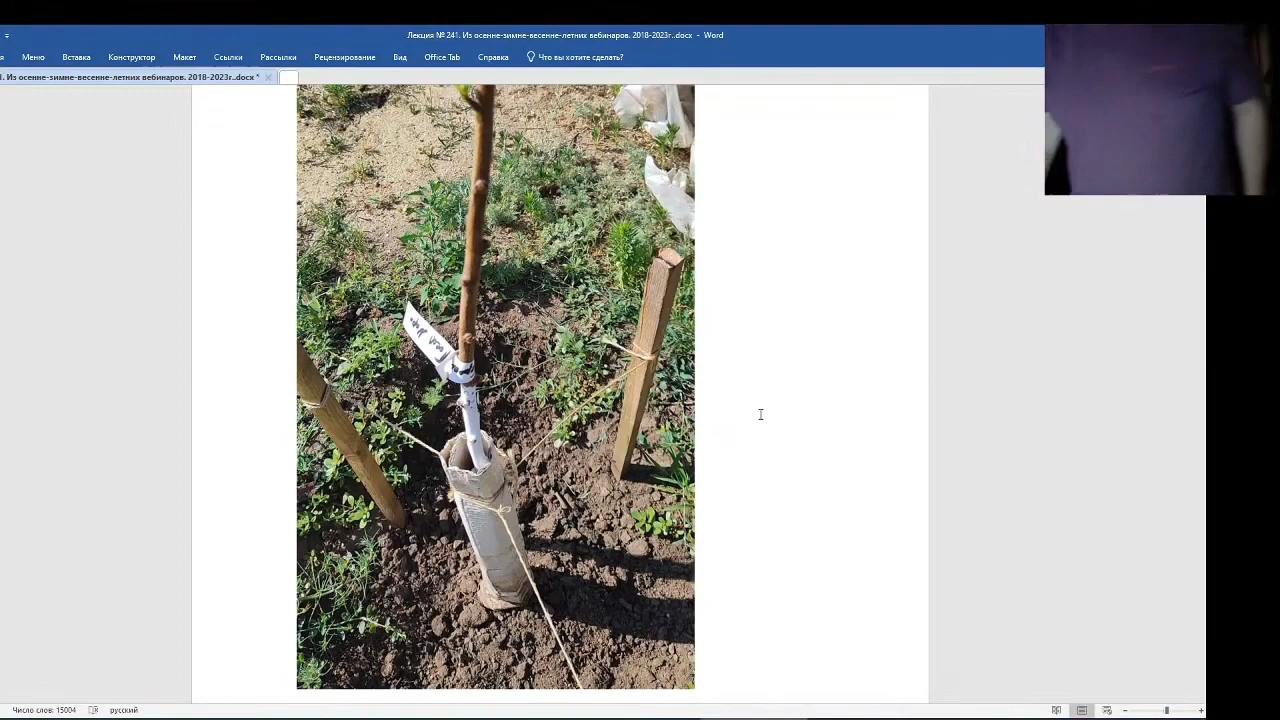 Лекция № 241. Из осенне-зимне-весенне-летних вебинаров. 2018-2023г..docx - Word
я Меню Вставка Конструктор Макет Ссылки Рассылки Рецензирование Вид Office Tab Справка Что вы хотите сделать?
1. Из осенне-зимне-весенне-летних вебинаров. 2018-2023г..docx *
Число слов: 15004 русский